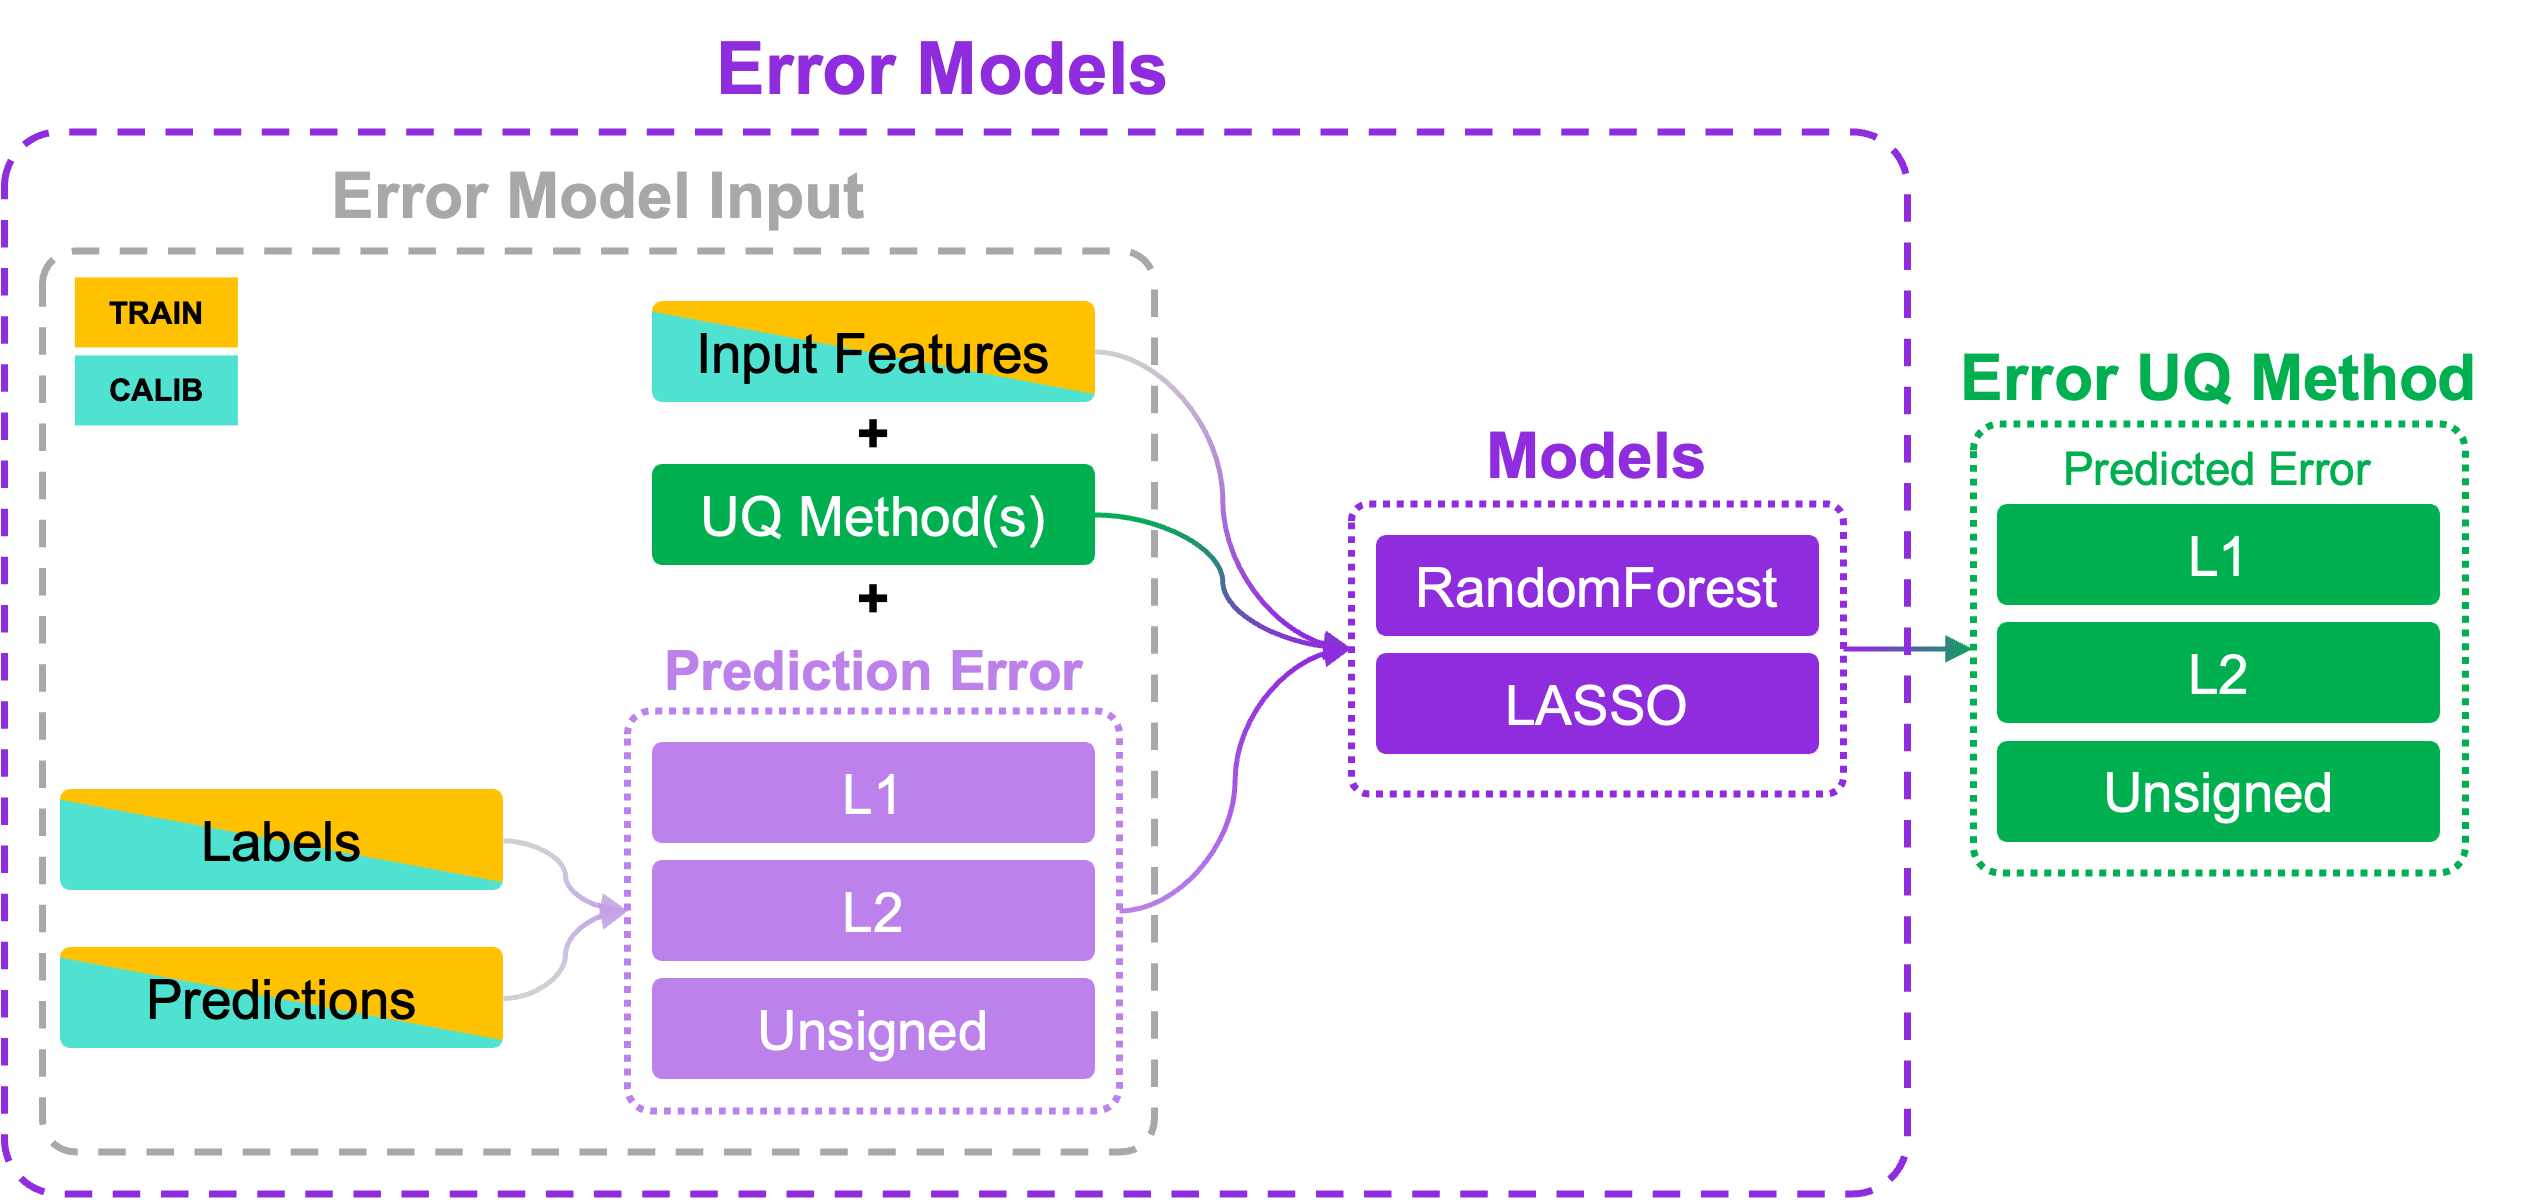 Error Models
Error Model Input
TRAIN
CALIB
Input Features
+
UQ Method(s)
+
Prediction Error
L1
L2
Unsigned
Labels
Predictions
Models
RandomForest
LASSO
Error UQ Method
Predicted Error
L1
L2
Unsigned